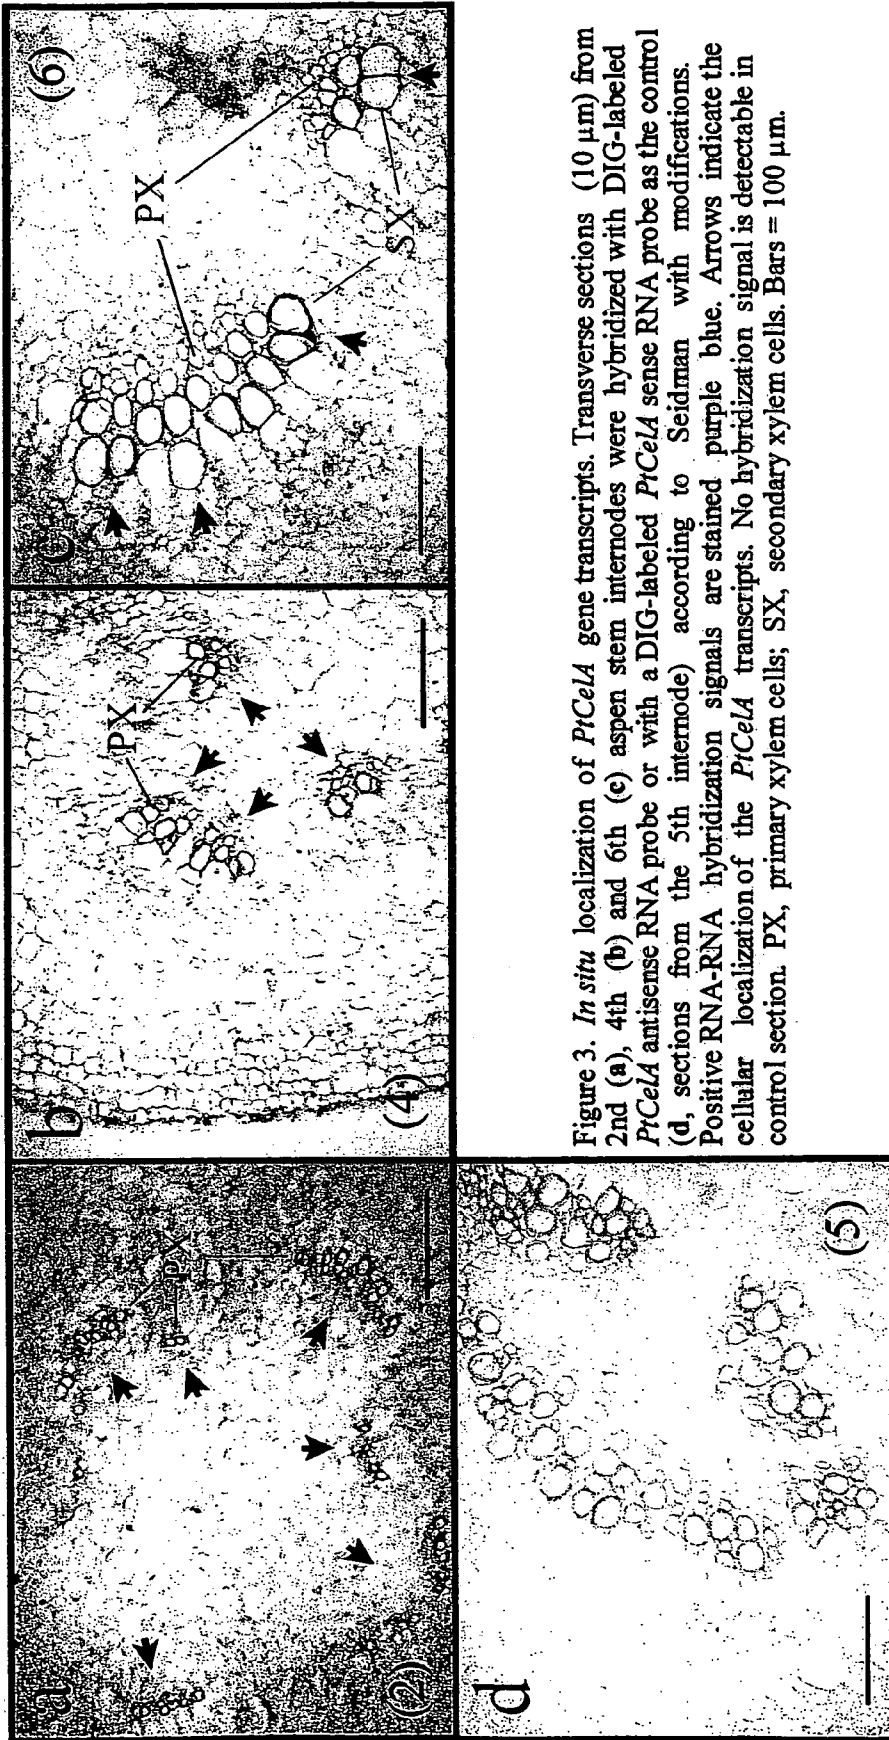 a
PX
(2)
b
PX
(4)
c
PX
SX
(6)
d
(5)
Figure 3. In situ localization of PtCelA gene transcripts. Transverse sections (10 μm) from
2nd (a), 4th (b) and 6th (c) aspen stem internodes were hybridized with DIG-labeled
PtCelA antisense RNA probe or with a DIG-labeled PtCelA sense RNA probe as the control
(d, sections from the 5th internode) according to Seidman with modifications.
Positive RNA-RNA hybridization signals are stained purple blue. Arrows indicate the
cellular localization of the PtCelA transcripts. No hybridization signal is detectable in
control section. PX, primary xylem cells; SX, secondary xylem cells. Bars = 100 μm.